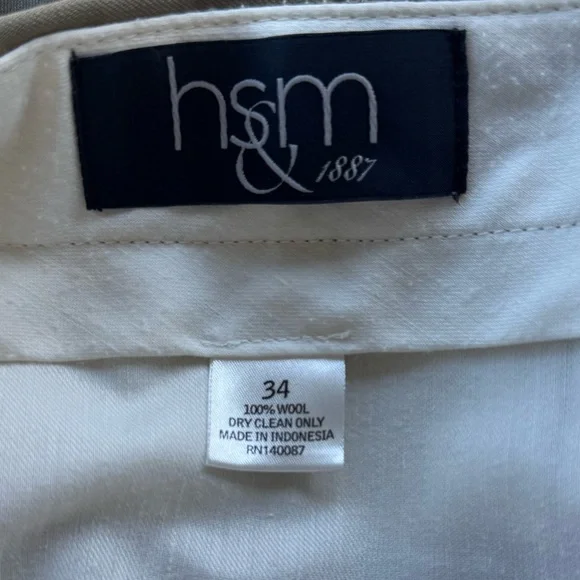 hs&m
1887
34
100% WOOL
DRY CLEAN ONLY
MADE IN INDONESIA
RN140087